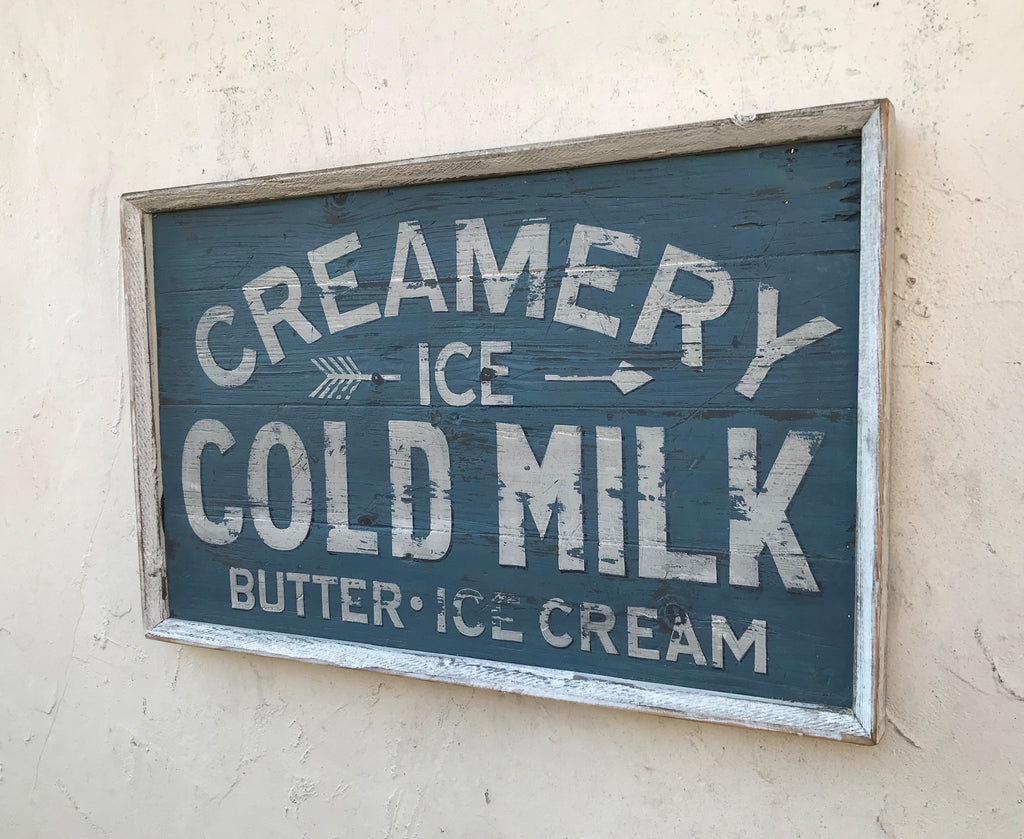 CREAMERY
ICE
COLD MILK
BUTTER · ICE CREAM